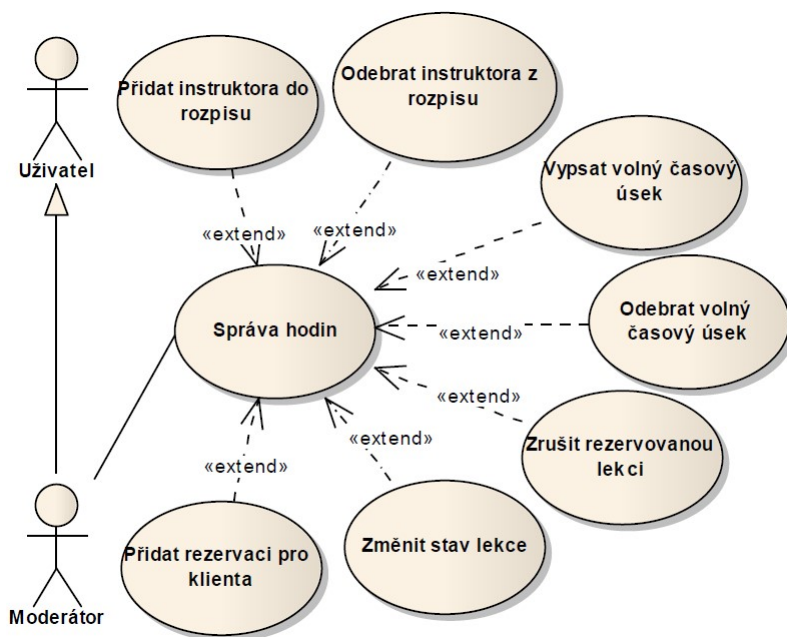 Přidat instruktora do
rozpisu
Odebrat instruktora z
rozpisu
Uživatel
Vypsat volný časový
úsek
«extend»
«extend»
«extend»
Správa hodin
Odebrat volný
časový úsek
«extend»
«extend»
Zrušit rezervovanou
lekci
«extend»
«extend»
Přidat rezervaci pro
klienta
Změnit stav lekce
Moderátor